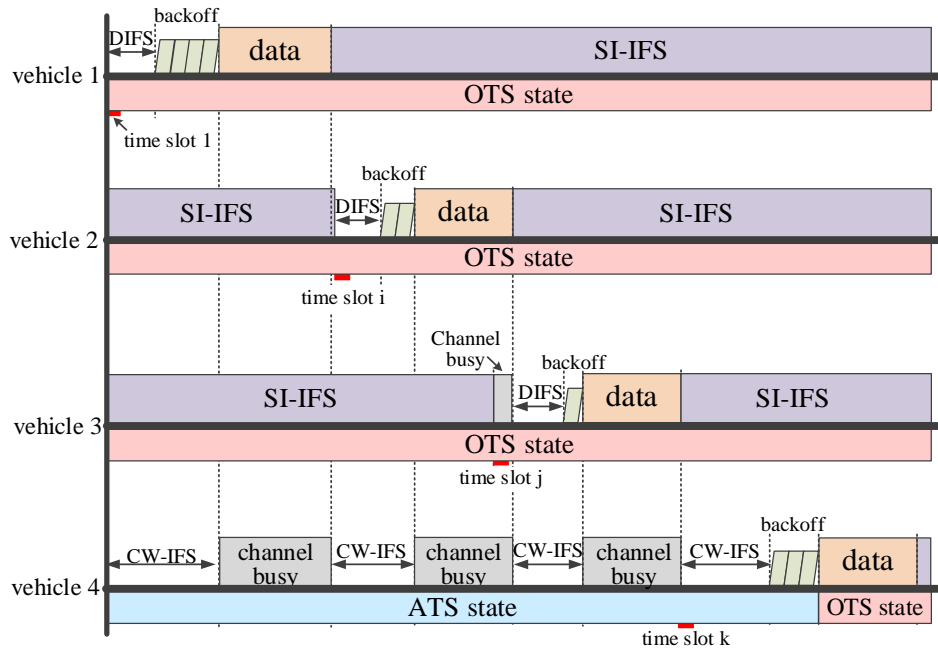 backoff
DIFS
data
SI-IFS
vehicle 1
OTS state
time slot 1
backoff
SI-IFS
DIFS
data
SI-IFS
vehicle 2
OTS state
time slot i
Channel
busy
backoff
SI-IFS
DIFS
data
SI-IFS
vehicle 3
OTS state
time slot j
backoff
CW-IFS
channel
busy
CW-IFS
channel
busy
CW-IFS
channel
busy
CW-IFS
data
vehicle 4
ATS state
OTS state
time slot k